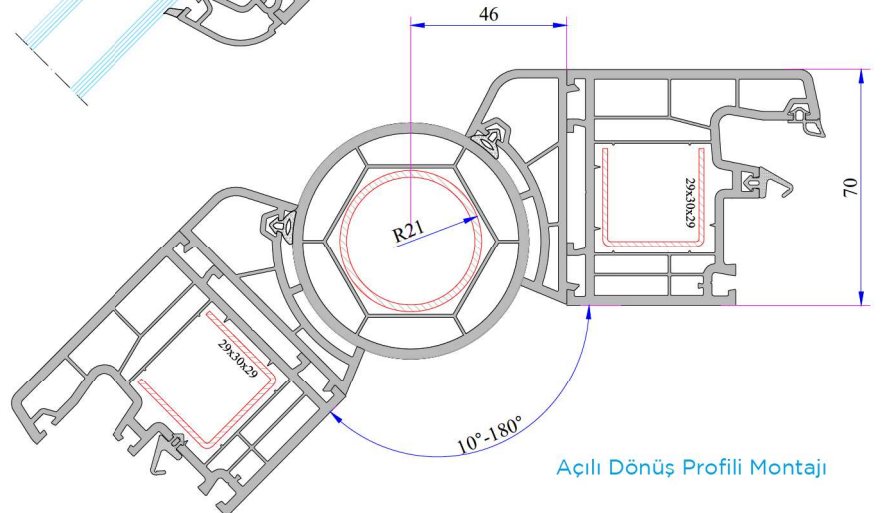 46
70
29x30x29
R21
29x30x29
10°-180°
Açılı Dönüş Profili Montajı